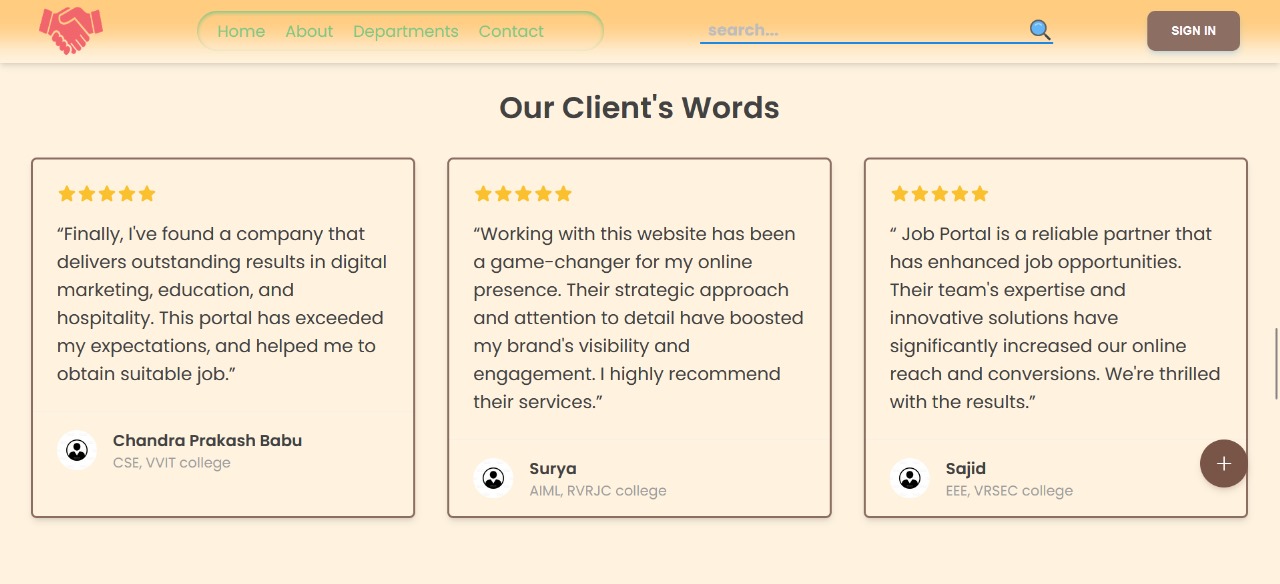 Home About Departments Contact
search...
SIGN IN
Our Client's Words
“Finally, I've found a company that
delivers outstanding results in digital
marketing, education, and
hospitality. This portal has exceeded
my expectations, and helped me to
obtain suitable job.”
Chandra Prakash Babu
CSE, VVIT college
“Working with this website has been
a game-changer for my online
presence. Their strategic approach
and attention to detail have boosted
my brand's visibility and
engagement. I highly recommend
their services.”
Surya
AIML, RVRJC college
“ Job Portal is a reliable partner that
has enhanced job opportunities.
Their team's expertise and
innovative solutions have
significantly increased our online
reach and conversions. We're thrilled
with the results.”
Sajid
EEE, VRSEC college
+